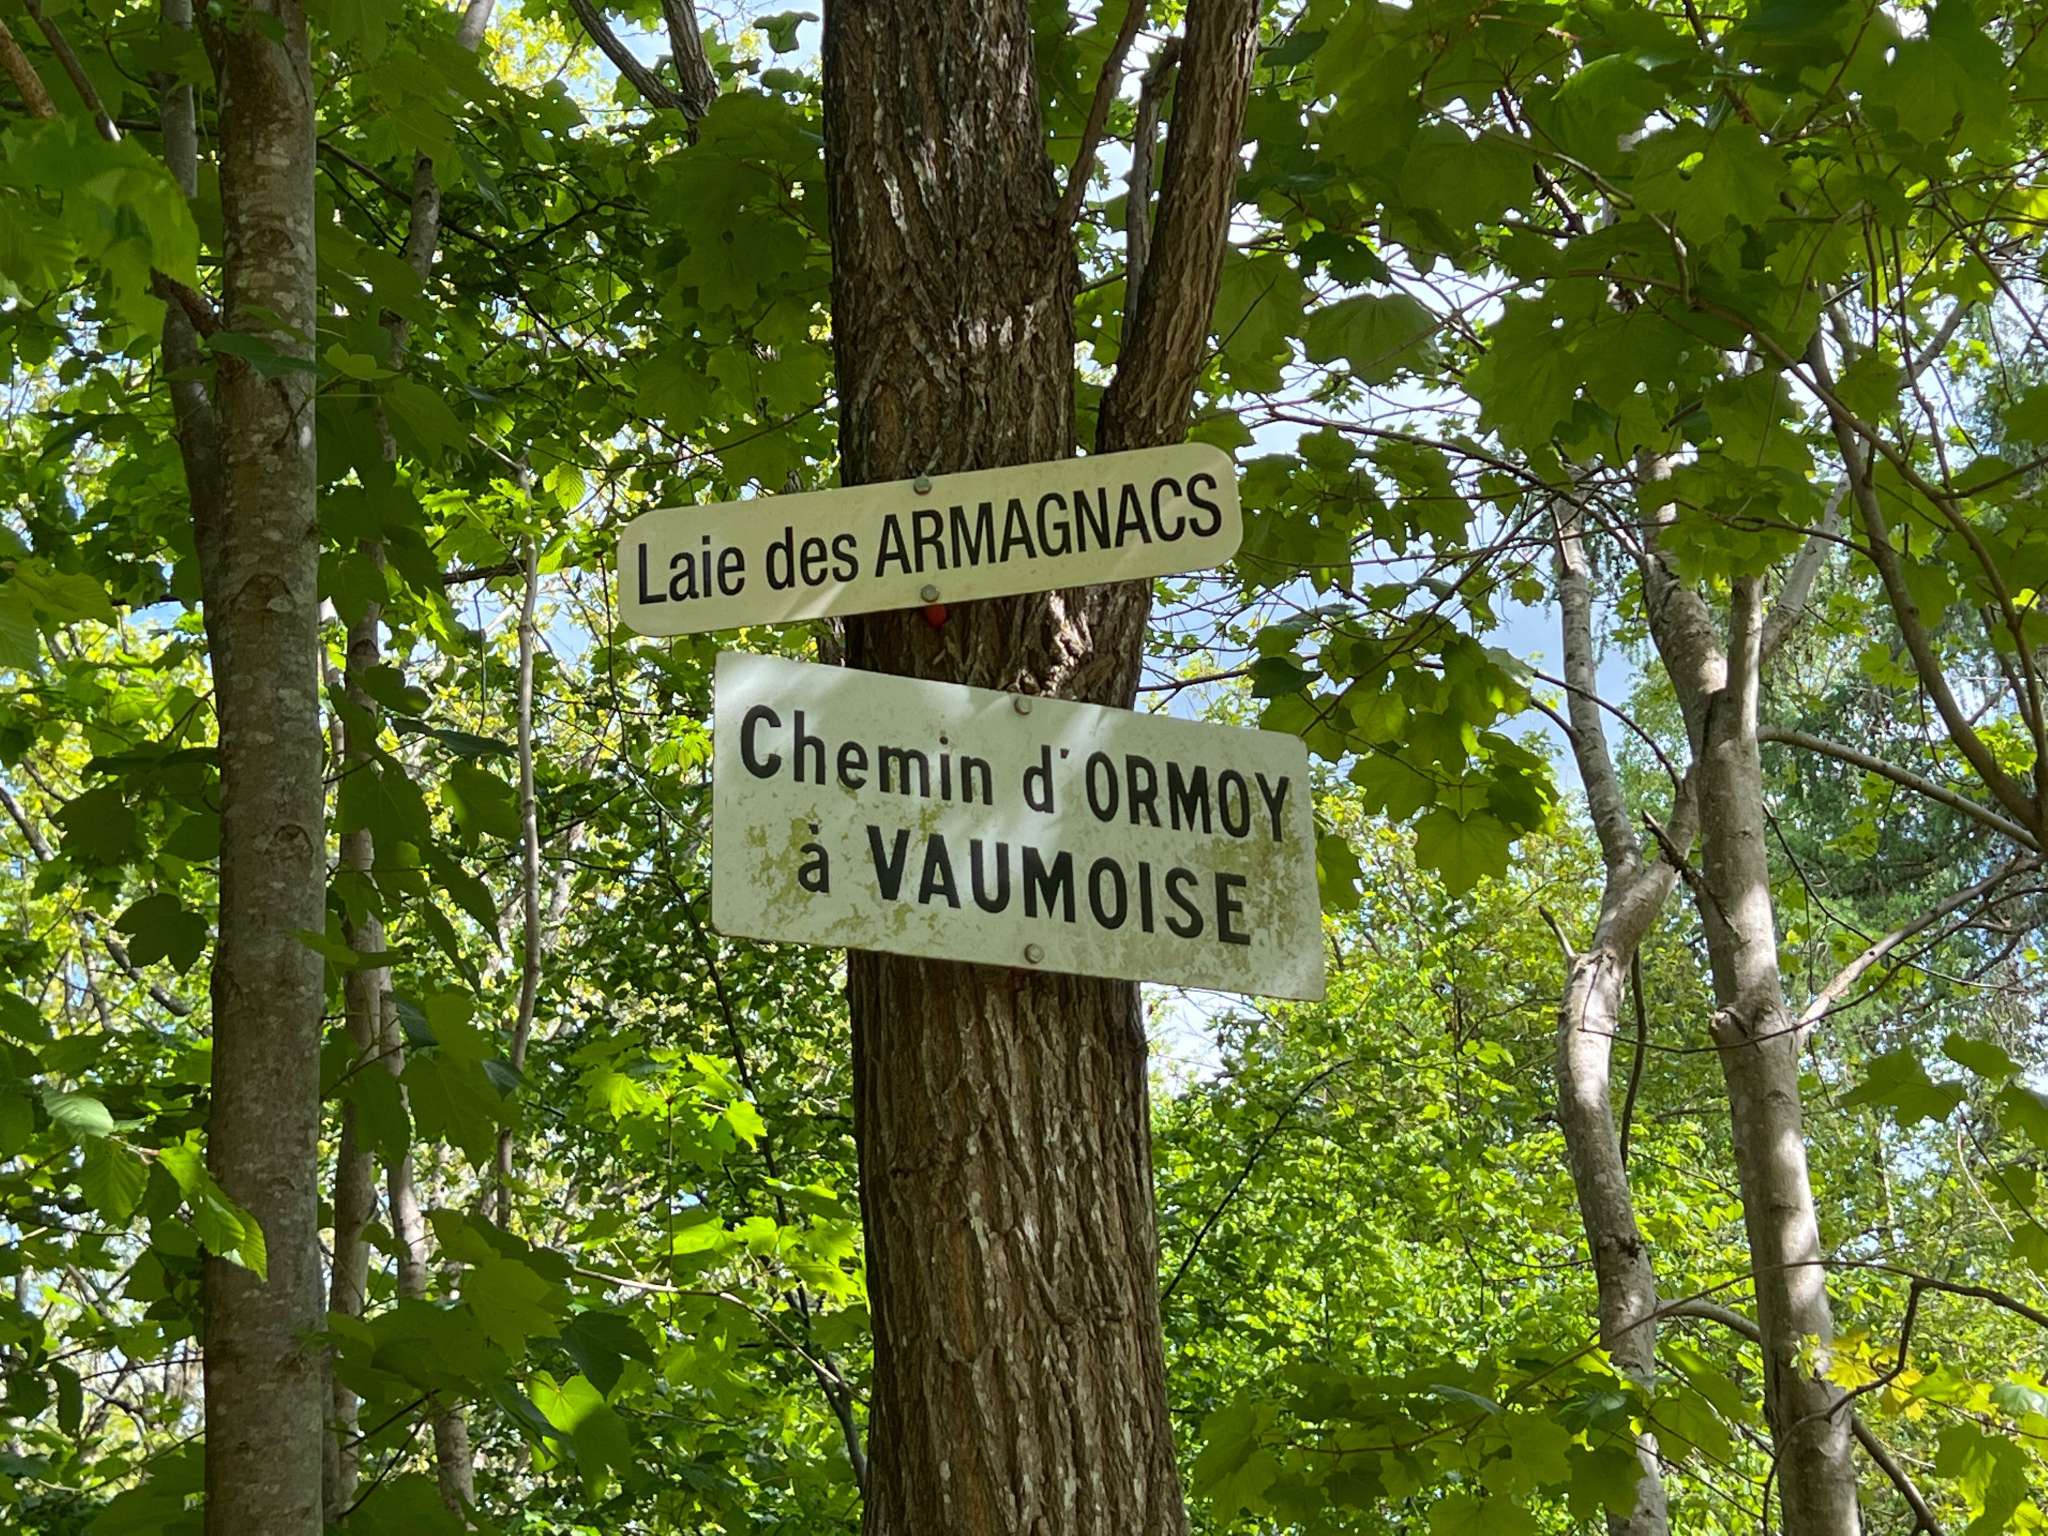 Laie des ARMAGNACS
Chemin d'ORMOY
à VAUMOISE